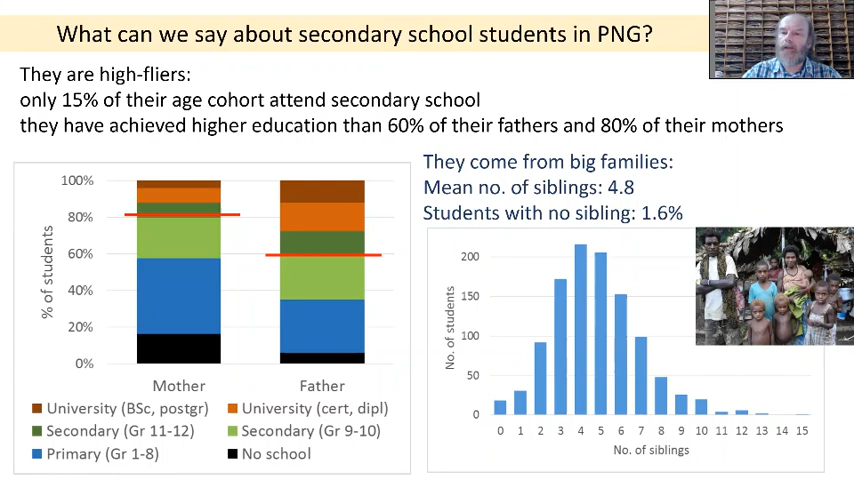 What can we say about secondary school students in PNG?
They are high-fliers:
only 15% of their age cohort attend secondary school
they have achieved higher education than 60% of their fathers and 80% of their mothers
They come from big families:
Mean no. of siblings: 4.8
Students with no sibling: 1.6%
100%
80%
60%
40%
20%
0%
% of students
Mother Father
University (BSc, postgr) University (cert, dipl)
Secondary (Gr 11-12) Secondary (Gr 9-10)
Primary (Gr 1-8) No school
200
150
100
50
0
No. of students
0 1 2 3 4 5 6 7 8 9 10 11 12 13 14 15
No. of siblings